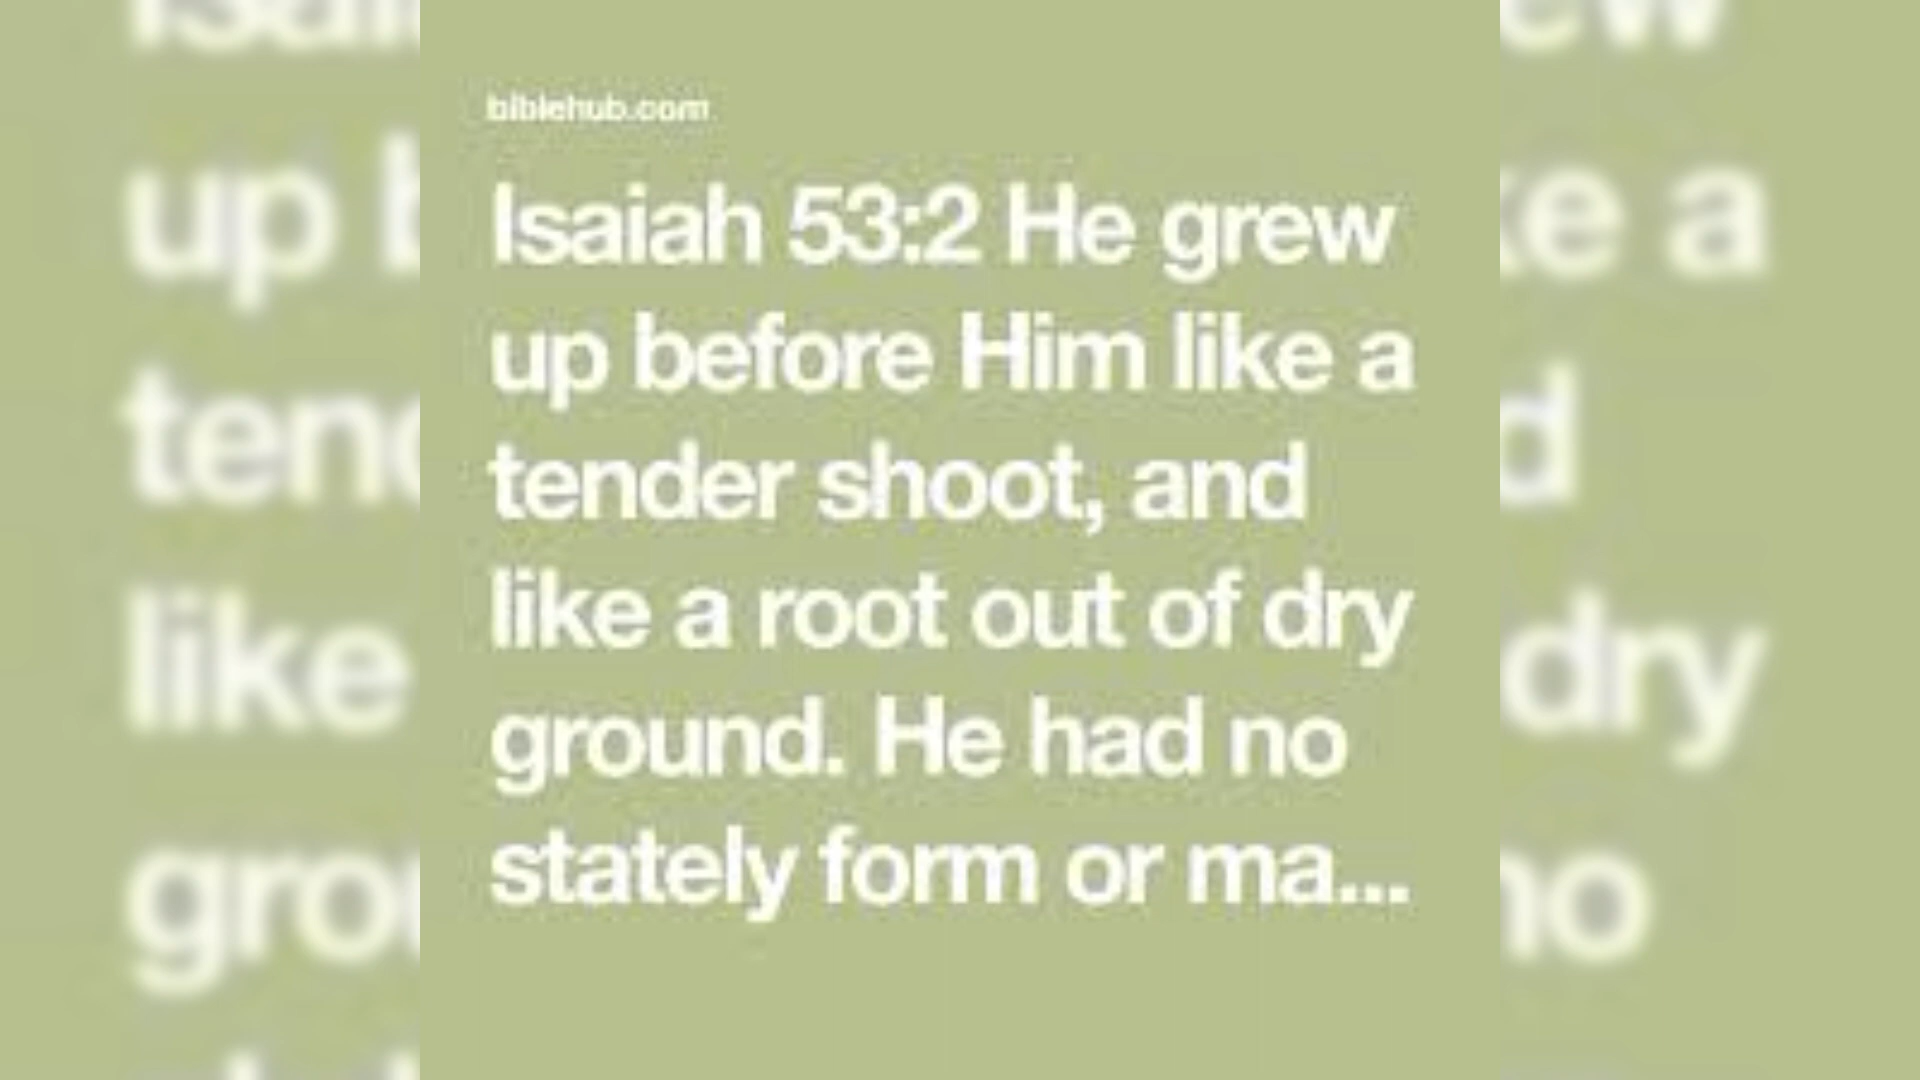 biblehub.com
Isaiah 53:2 He grew
up before Him like a
tender shoot, and
like a root out of dry
ground. He had no
stately form or ma...